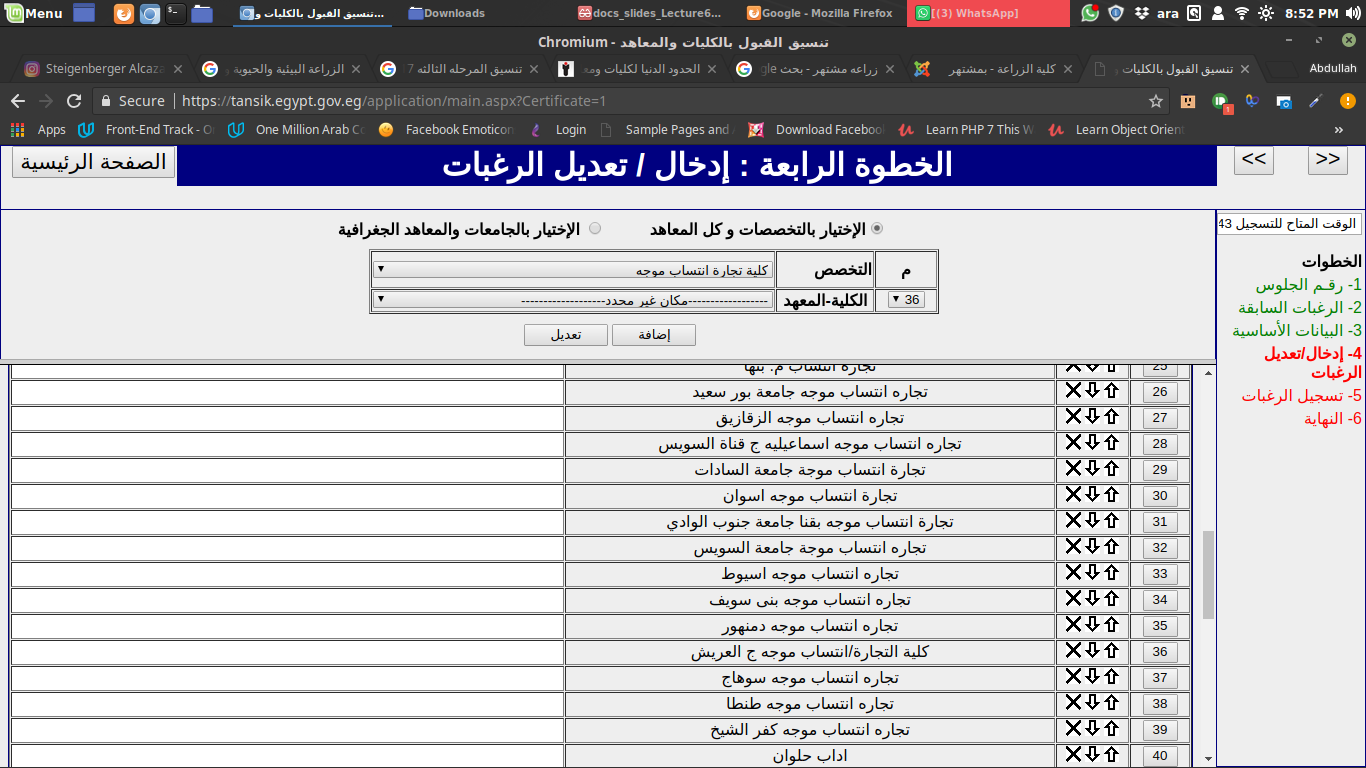 Menu
تنسيق القبول بالكليات و...
Downloads
docs_slides_Lecture6...
Google - Mozilla Firefox
[(3) WhatsApp]
ara
8:52 PM
تنسيق القبول بالكليات والمعاهد - Chromium
Steigenberger Alcaza
الزراعة البيئية والحيوية
تنسيق المرحله الثالثه 7
الحدود الدنيا لكليات ومع
زراعه مشتهر - بحث gle
كلية الزراعة - بمشتهر
تنسيق القبول بالكليات و
Abdullah
Secure
https://tansik.egypt.gov.eg/application/main.aspx?Certificate=1
Apps
Front-End Track - O
One Million Arab Co
Facebook Emoticon
Login
Sample Pages and
Download Facebook
Learn PHP 7 This W
Learn Object Orient
»
الصفحة الرئيسية
الخطوة الرابعة : إدخال / تعديل الرغبات
<<
>>
الوقت المتاح للتسجيل 43
الخطوات
1- رقـم الجلوس
2- الرغبات السابقة
3- البيانات الأساسية
4- إدخال/تعديل
الرغبات
5- تسجيل الرغبات
6- النهاية
الإختيار بالتخصصات و كل المعاهد
الإختيار بالجامعات والمعاهد الجغرافية
م
التخصص
كلية تجارة انتساب موجه
36
الكلية-المعهد
------------------مكان غير محدد-------------------
إضافة
تعديل
25 تجارة انتساب م. بنها
26 تجاره انتساب موجه جامعة بور سعيد
27 تجاره انتساب موجه الزقازيق
28 تجاره انتساب موجه اسماعيليه ج قناة السويس
29 تجارة انتساب موجة جامعة السادات
30 تجارة انتساب موجه اسوان
31 تجارة انتساب موجه بقنا جامعة جنوب الوادي
32 تجاره انتساب موجة جامعة السويس
33 تجاره انتساب موجه اسيوط
34 تجاره انتساب موجه بنى سويف
35 تجاره انتساب موجه دمنهور
36 كلية التجارة/انتساب موجه ج العريش
37 تجاره انتساب موجه سوهاج
38 تجاره انتساب موجه طنطا
39 تجاره انتساب موجه كفر الشيخ
40 اداب حلوان